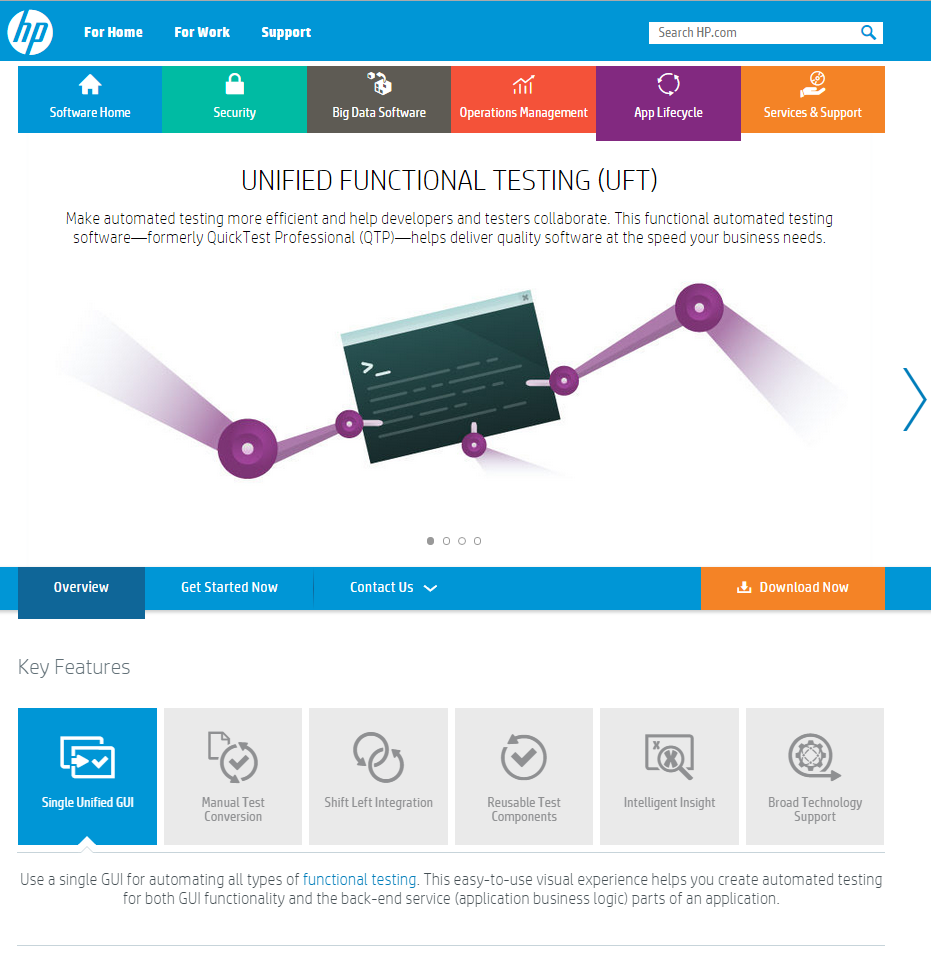 hp
For Home
For Work
Support
Search HP.com
Software Home
Security
Big Data Software
Operations Management
App Lifecycle
Services & Support
UNIFIED FUNCTIONAL TESTING (UFT)
Make automated testing more efficient and help developers and testers collaborate. This functional automated testing
software—formerly QuickTest Professional (QTP)—helps deliver quality software at the speed your business needs.
>_
Overview
Get Started Now
Contact Us
Download Now
Key Features
Single Unified GUI
Manual Test
Conversion
Shift Left Integration
Reusable Test
Components
Intelligent Insight
Broad Technology
Support
Use a single GUI for automating all types of functional testing. This easy-to-use visual experience helps you create automated testing
for both GUI functionality and the back-end service (application business logic) parts of an application.